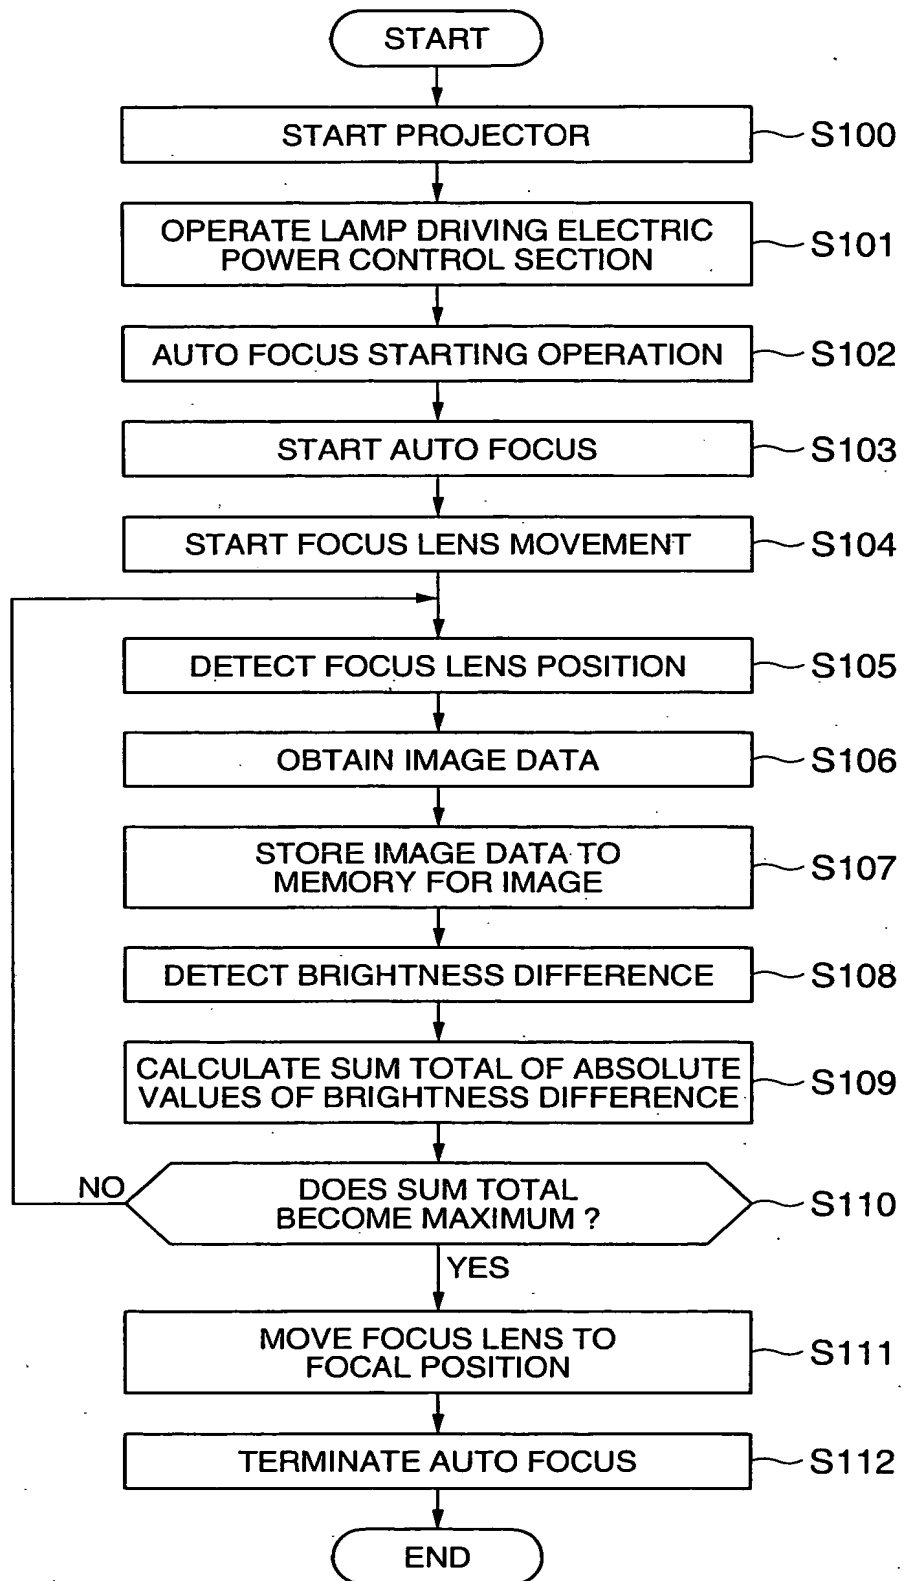 START
START PROJECTOR
S100
OPERATE LAMP DRIVING ELECTRIC
POWER CONTROL SECTION
S101
AUTO FOCUS STARTING OPERATION
S102
START AUTO FOCUS
S103
START FOCUS LENS MOVEMENT
S104
DETECT FOCUS LENS POSITION
S105
OBTAIN IMAGE DATA
S106
STORE IMAGE DATA TO
MEMORY FOR IMAGE
S107
DETECT BRIGHTNESS DIFFERENCE
S108
CALCULATE SUM TOTAL OF ABSOLUTE
VALUES OF BRIGHTNESS DIFFERENCE
S109
NO
DOES SUM TOTAL
BECOME MAXIMUM ?
S110
YES
MOVE FOCUS LENS TO
FOCAL POSITION
S111
TERMINATE AUTO FOCUS
S112
END